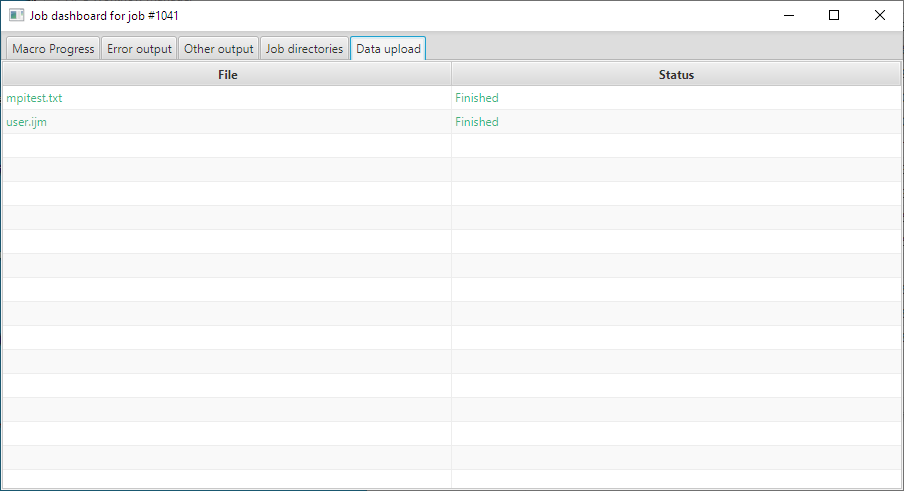 Job dashboard for job #1041
Macro Progress Error output Other output Job directories Data upload
File Status
mpitest.txt Finished
user.ijm Finished